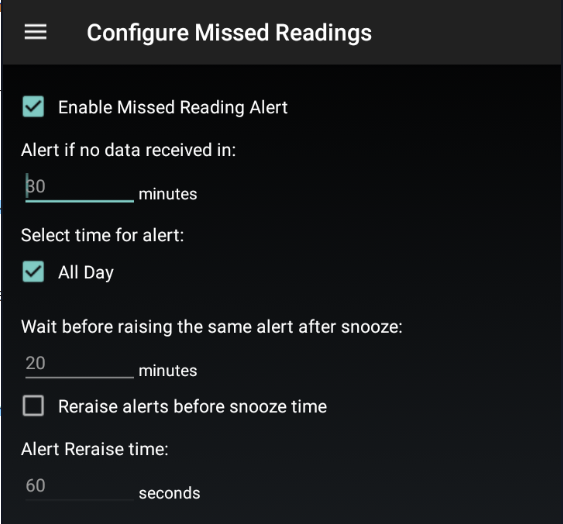 Configure Missed Readings
Enable Missed Reading Alert
Alert if no data received in:
30 minutes
Select time for alert:
All Day
Wait before raising the same alert after snooze:
20 minutes
Reraise alerts before snooze time
Alert Reraise time:
60 seconds